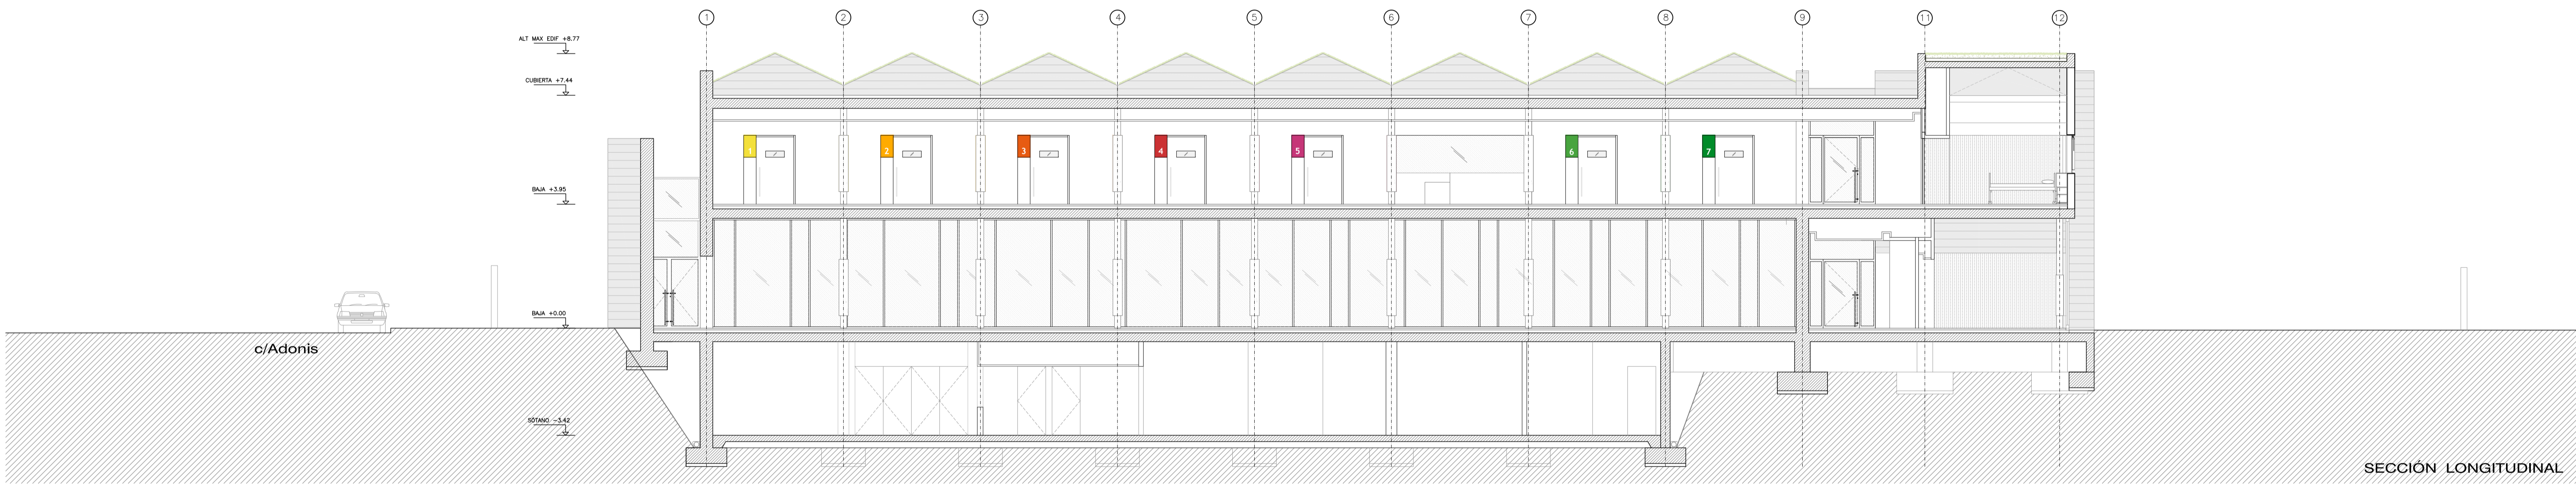 1 2 3 4 5 6 7 8 9 11 12
ALT MAX EDIF +8.77
CUBIERTA +7.44
1 2 3 4 5 6 7
BAJA +3.95
BAJA +0.00
c/Adonis
SÓTANO -3.42
SECCIÓN LONGITUDINAL